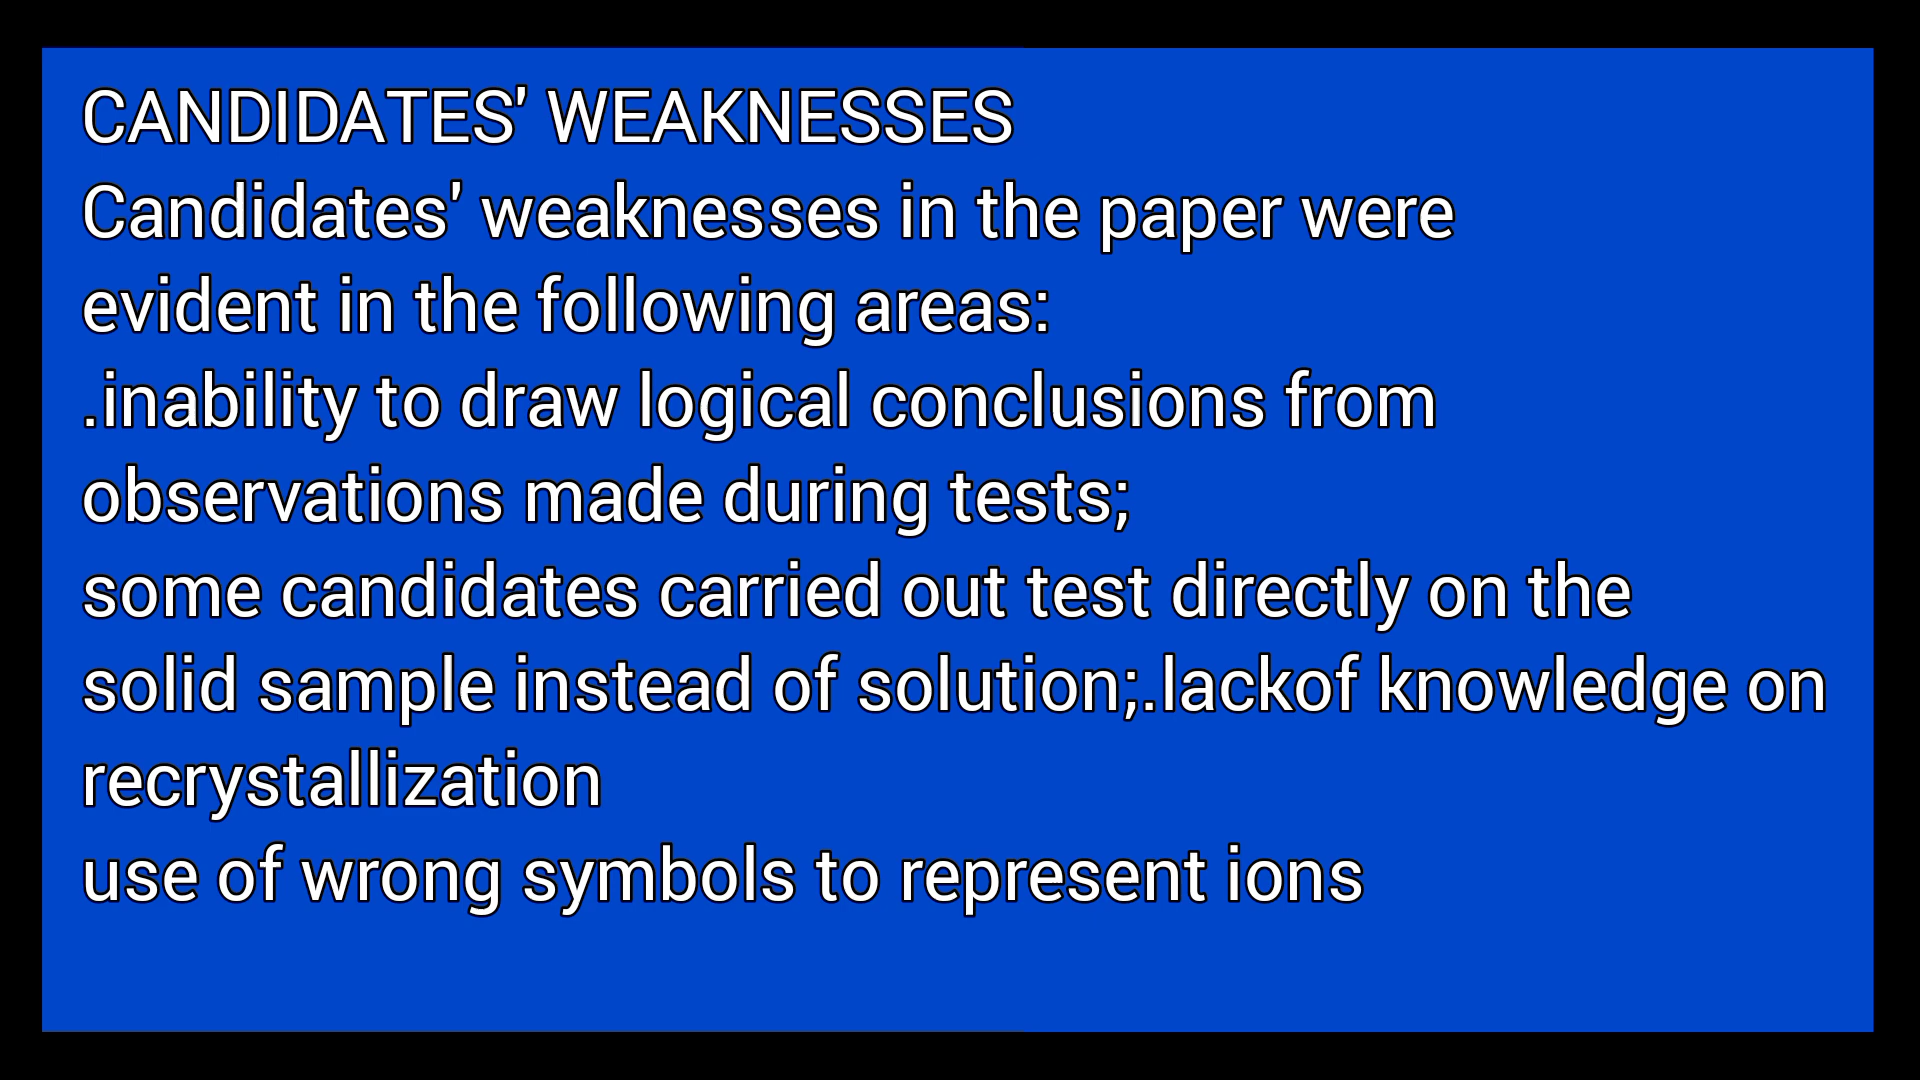 CANDIDATES' WEAKNESSES
Candidates' weaknesses in the paper were
evident in the following areas:
.inability to draw logical conclusions from
observations made during tests;
some candidates carried out test directly on the
solid sample instead of solution;.lackof knowledge on
recrystallization
use of wrong symbols to represent ions